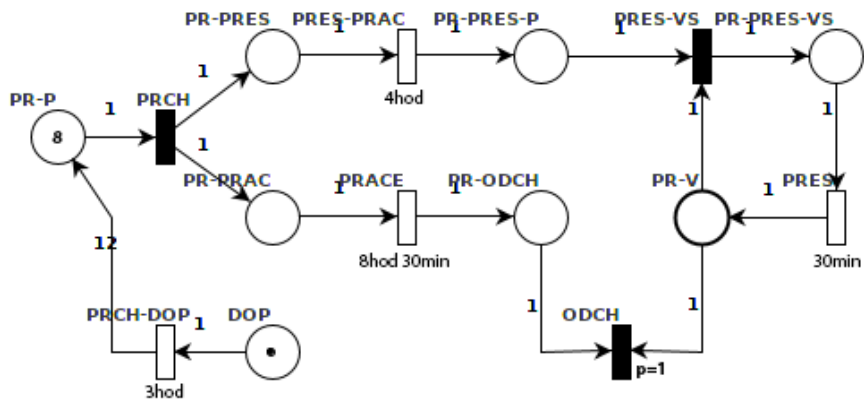 PR-PRES
PRES-PRAC
PR-PRES-P
PRES-VS
PR-PRES-VS
1
1
1
1
4hod
1
PR-P
1
PRCH
8
1
1
1
PR-PRAC
1
PRACE
1
PR-ODCH
PR-V
1
PRES
8hod 30min
30min
12
PRCH-DOP
1
DOP
1
ODCH
1
3hod
p=1